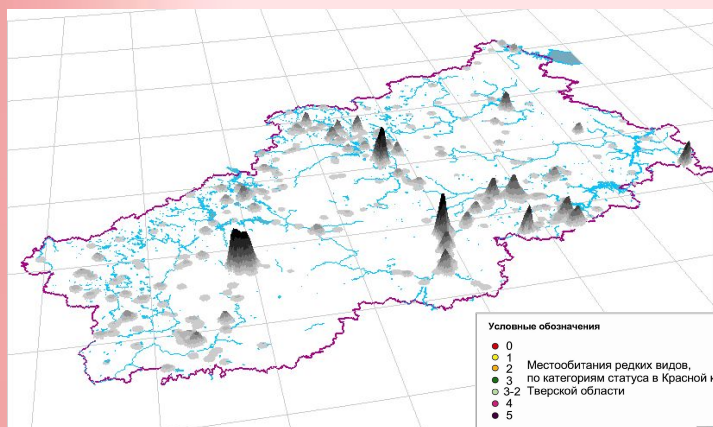 Условные обозначения
0
1
2
3
3-2
4
5
Местообитания редких видов,
по категориям статуса в Красной
Тверской области